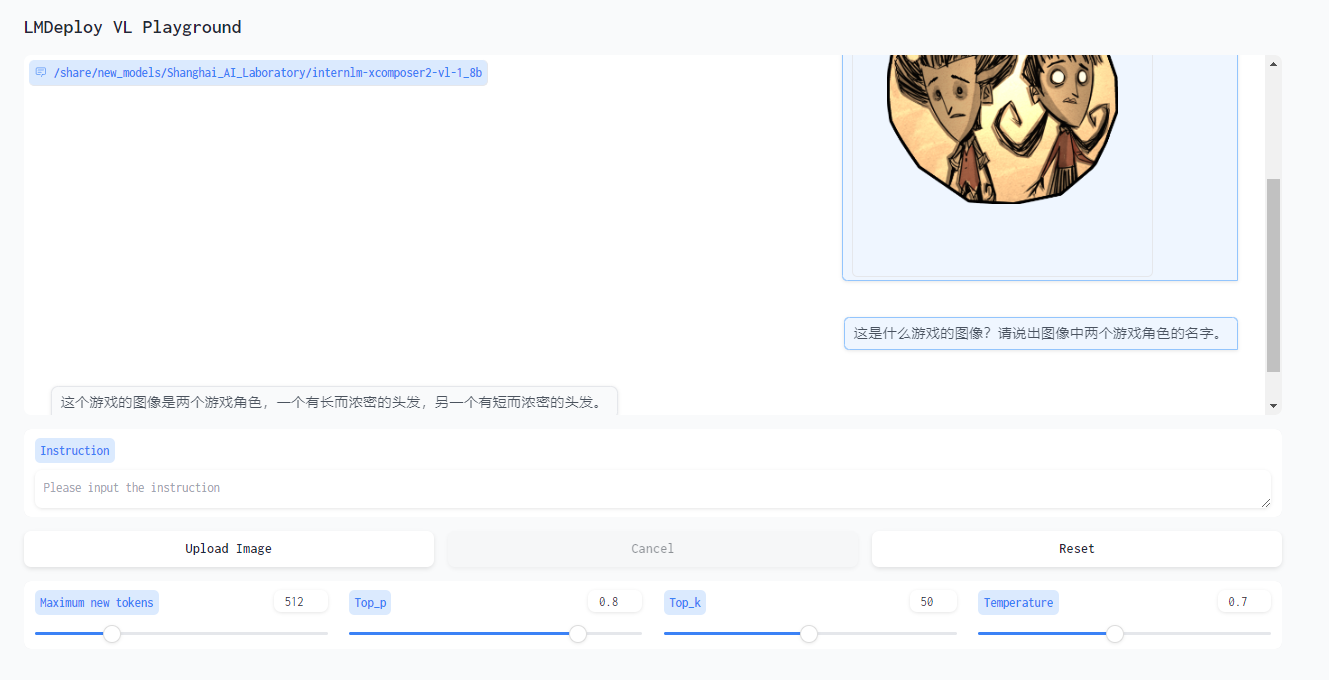 LMDeploy VL Playground
/share/new_models/Shanghai_AI_Laboratory/internlm-xcomposer2-vl-1_8b
这是什么游戏的图像？请说出图像中两个游戏角色的名字。
这个游戏的图像是两个游戏角色，一个有长而浓密的头发，另一个有短而浓密的头发。
Instruction
Please input the instruction
Upload Image
Cancel
Reset
Maximum new tokens
512
Top_p
0.8
Top_k
50
Temperature
0.7